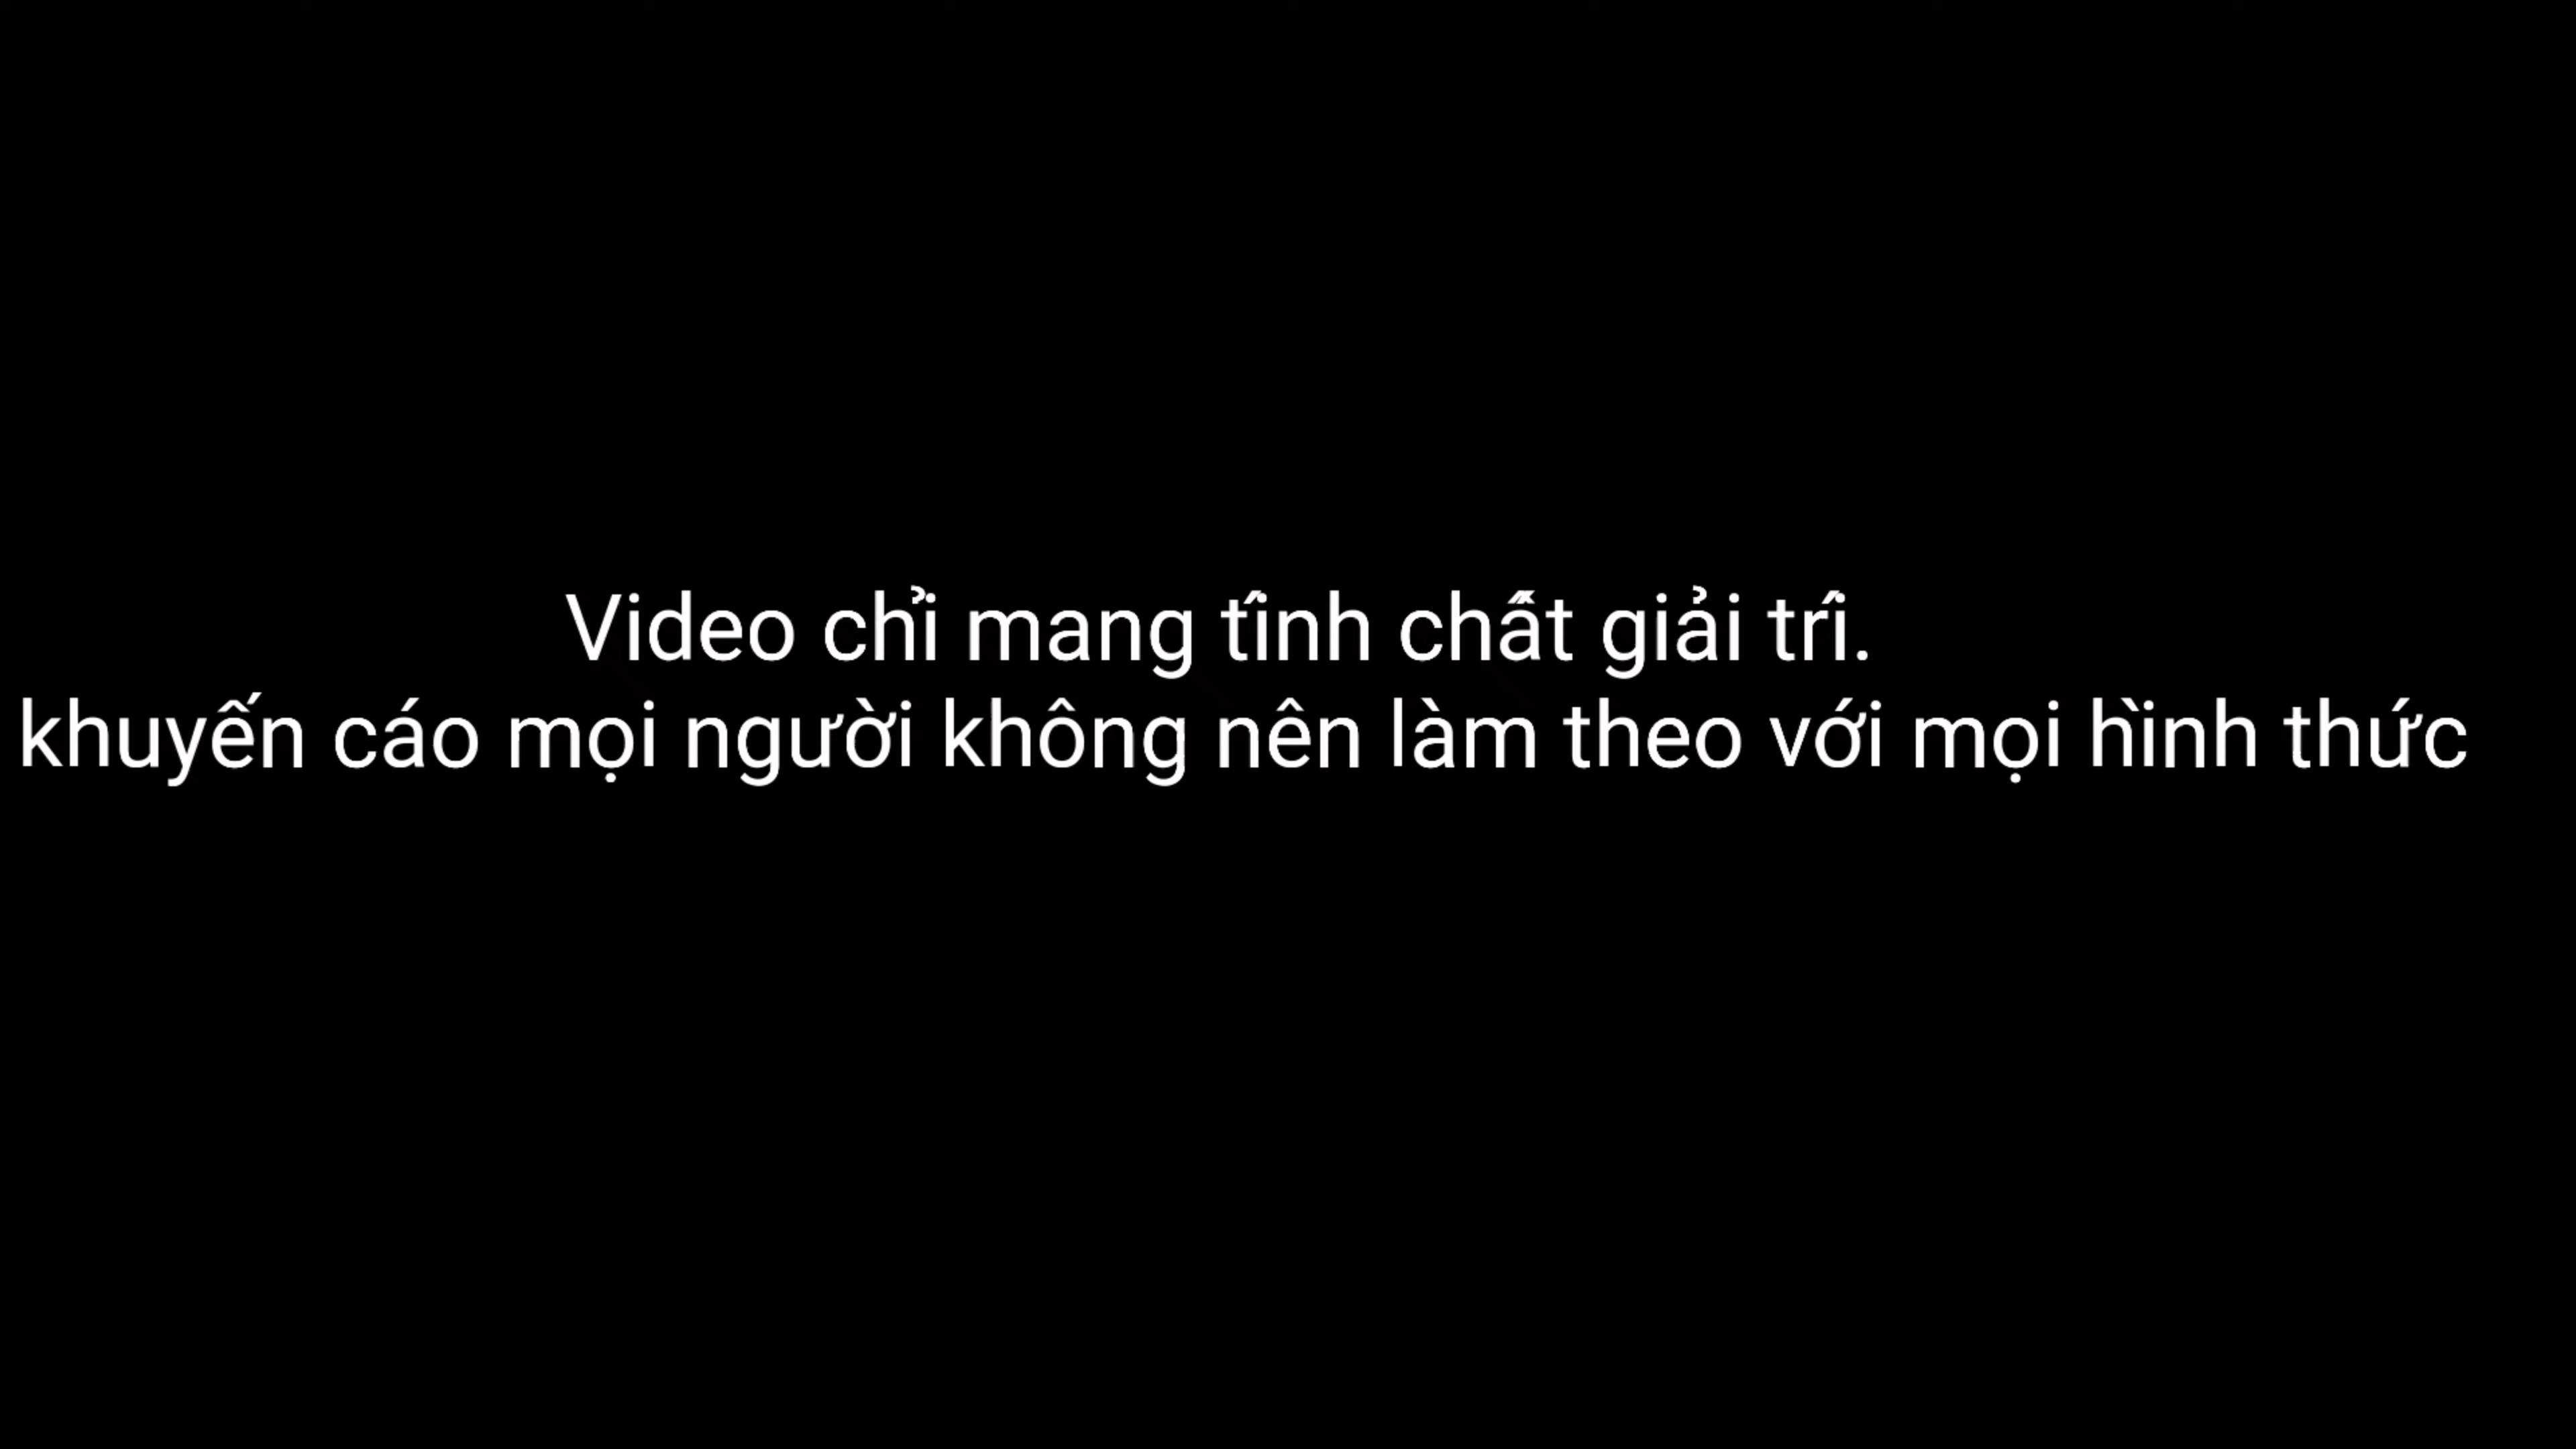 Video chỉ mang tính chất giải trí.
khuyến cáo mọi người không nên làm theo với mọi hình thức